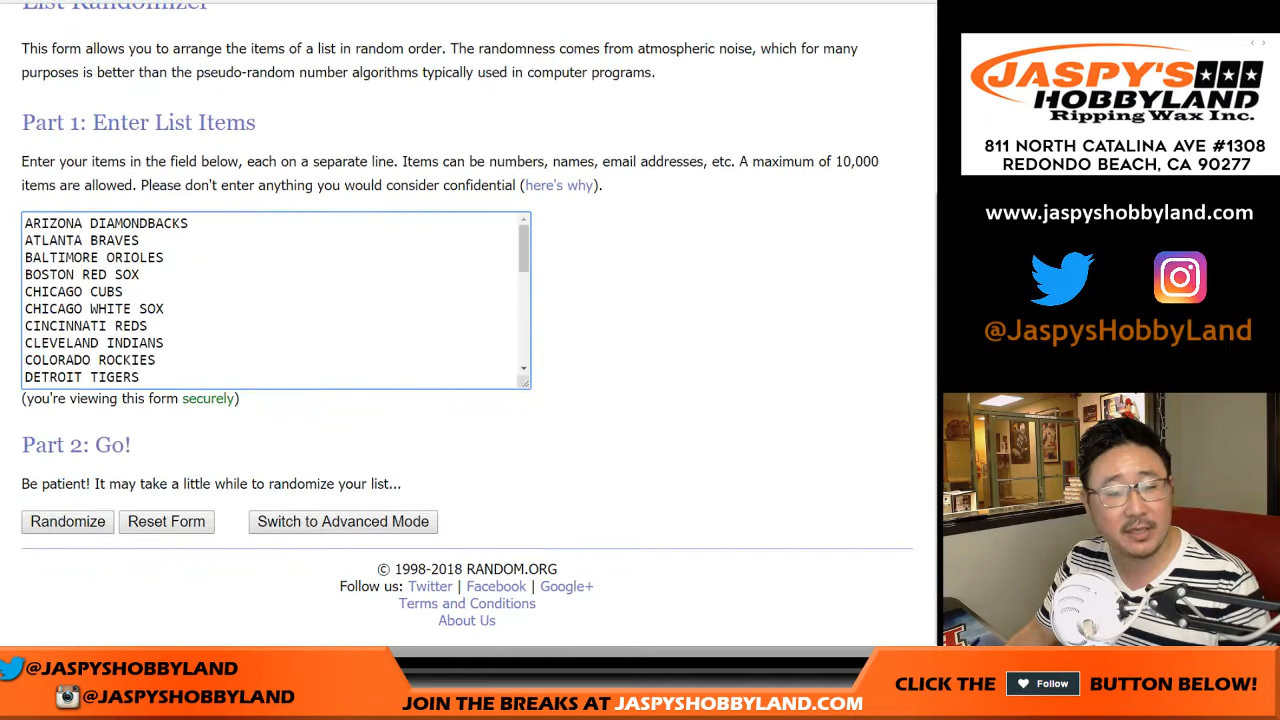 List Randomizer
This form allows you to arrange the items of a list in random order. The randomness comes from atmospheric noise, which for many
purposes is better than the pseudo-random number algorithms typically used in computer programs.
Part 1: Enter List Items
Enter your items in the field below, each on a separate line. Items can be numbers, names, email addresses, etc. A maximum of 10,000
items are allowed. Please don't enter anything you would consider confidential (here's why).
ARIZONA DIAMONDBACKS
ATLANTA BRAVES
BALTIMORE ORIOLES
BOSTON RED SOX
CHICAGO CUBS
CHICAGO WHITE SOX
CINCINNATI REDS
CLEVELAND INDIANS
COLORADO ROCKIES
DETROIT TIGERS
(you're viewing this form securely)
Part 2: Go!
Be patient! It may take a little while to randomize your list...
Randomize Reset Form Switch to Advanced Mode
© 1998-2018 RANDOM.ORG
Follow us: Twitter | Facebook | Google+
Terms and Conditions
About Us
JASPY'S
HOBBYLAND
Ripping Wax Inc.
811 NORTH CATALINA AVE #1308
REDONDO BEACH, CA 90277
www.jaspyshobbyland.com
@JaspysHobbyLand
@JASPYSHOBBYLAND
@JASPYSHOBBYLAND
JOIN THE BREAKS AT JASPYSHOBBYLAND.COM
CLICK THE Follow BUTTON BELOW!